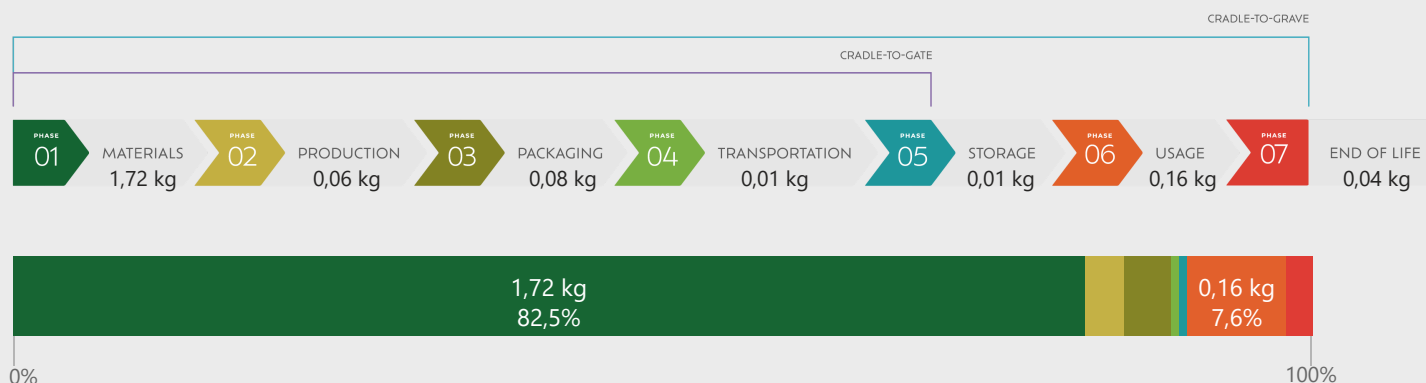 CRADLE-TO-GRAVE
CRADLE-TO-GATE
PHASE
01
MATERIALS
1,72 kg
PHASE
02
PRODUCTION
0,06 kg
PHASE
03
PACKAGING
0,08 kg
PHASE
04
TRANSPORTATION
0,01 kg
PHASE
05
STORAGE
0,01 kg
PHASE
06
USAGE
0,16 kg
PHASE
07
END OF LIFE
0,04 kg
1,72 kg
82,5%
0,16 kg
7,6%
0%
100%